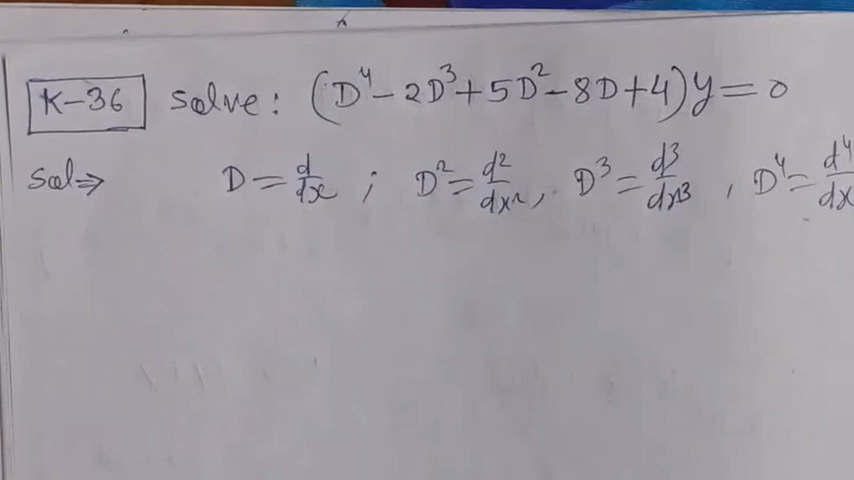 K-36 Solve: (D⁴ - 2D³ + 5D² - 8D + 4)y = 0
Sol⇒ D = d/dx ; D² = d²/dx², D³ = d³/dx³, D⁴ = d⁴/dx